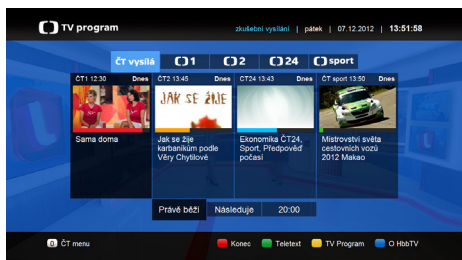 TV program
zkušební vysílání | pátek | 07.12.2012 | 13:51:58
ČT vysílá 1 2 24 sport
ČT1 12:30 Dnes
Sama doma
ČT2 13:45 Dnes
JAK SE ŽIJE
Jak se žije
karbaníkům podle
Věry Chytilové
ČT24 13:43 Dnes
Ekonomika ČT24,
Sport, Předpověď
počasí
ČT sport 13:50 Dnes
Mistrovství světa
cestovních vozů
2012 Makao
Právě běží Následuje 20:00
0 ČT menu
Konec Teletext TV Program O HbbTV